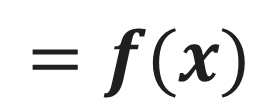 = f(x)